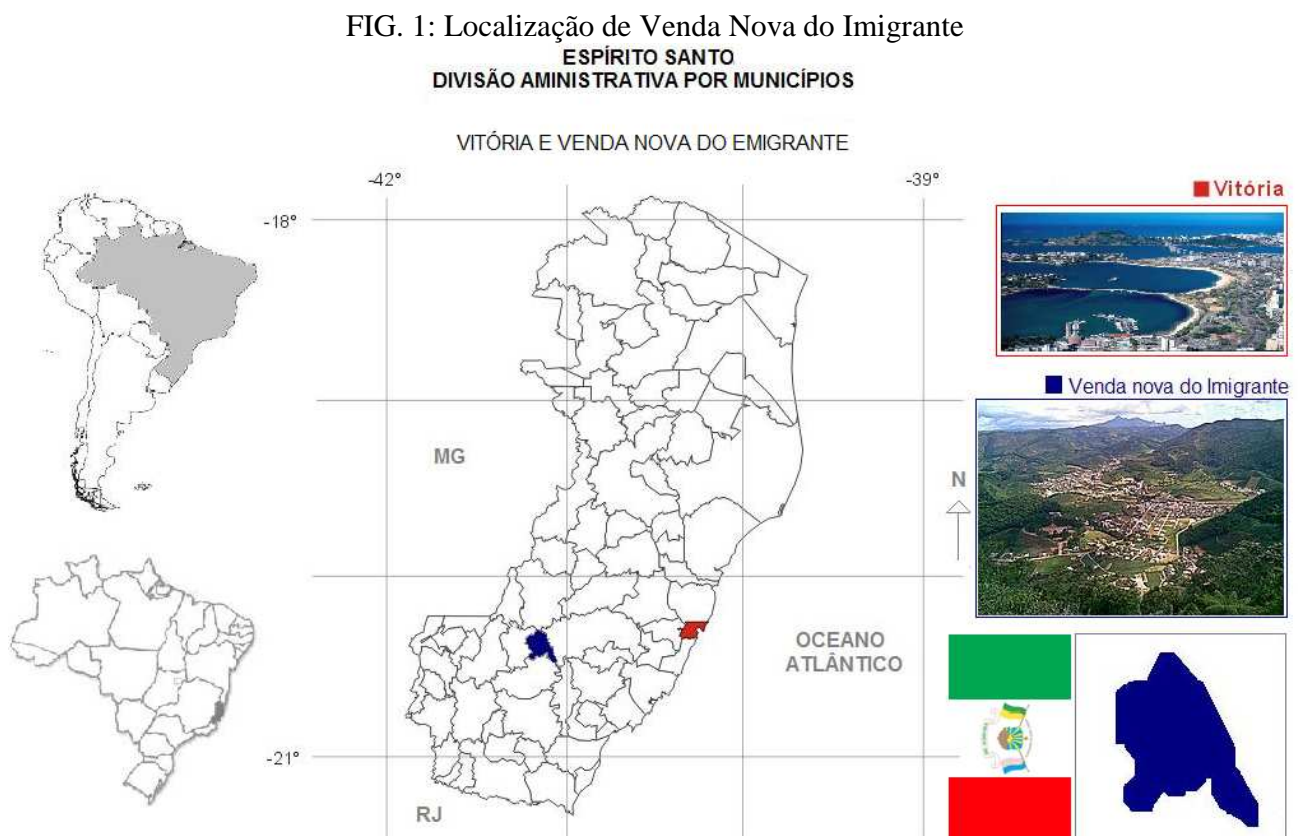 FIG. 1: Localização de Venda Nova do Imigrante
ESPÍRITO SANTO
DIVISÃO AMINISTRATIVA POR MUNICÍPIOS
VITÓRIA E VENDA NOVA DO EMIGRANTE
-42°
-39°
-18°
Vitória
Venda nova do Imigrante
MG
N
OCEANO
ATLÂNTICO
-21°
RJ